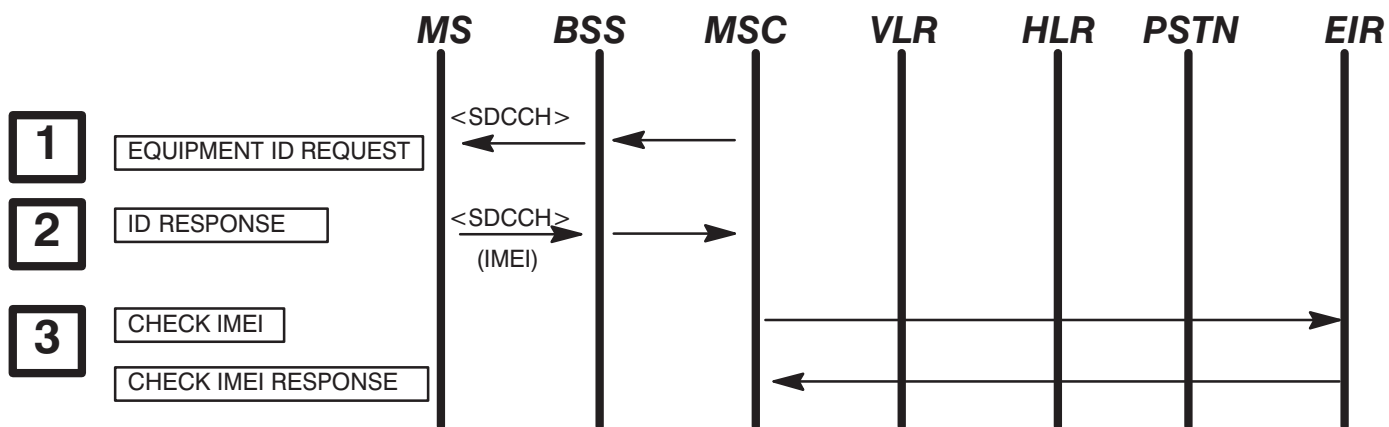 MS BSS MSC VLR HLR PSTN EIR
1 EQUIPMENT ID REQUEST <SDCCH>
2 ID RESPONSE <SDCCH>
(IMEI)
3 CHECK IMEI
CHECK IMEI RESPONSE